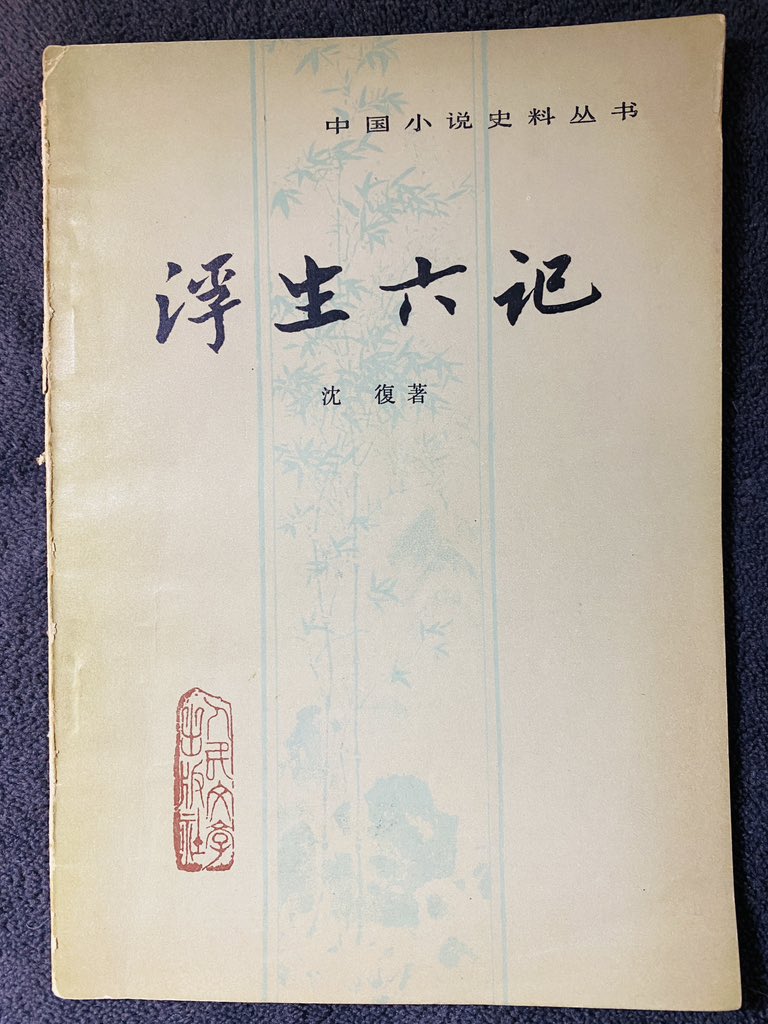 中国小说史料丛书
浮生六记
沈 復著
人民文学
出版社